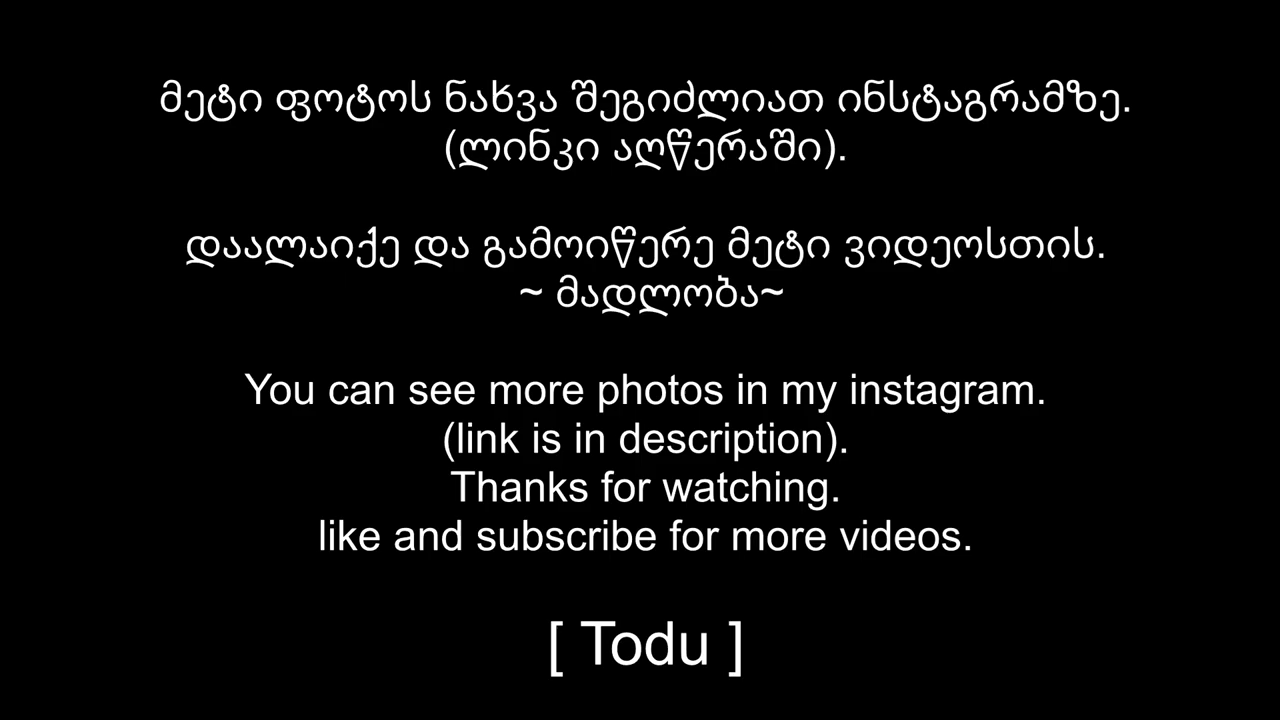 მეტი ფოტოს ნახვა შეგიძლიათ ინსტაგრამზე.
(ლინკი აღწერაში).
დაალაიქე და გამოიწერე მეტი ვიდეოსთის.
~ მადლობა~
You can see more photos in my instagram.
(link is in description).
Thanks for watching.
like and subscribe for more videos.
[ Todu ]